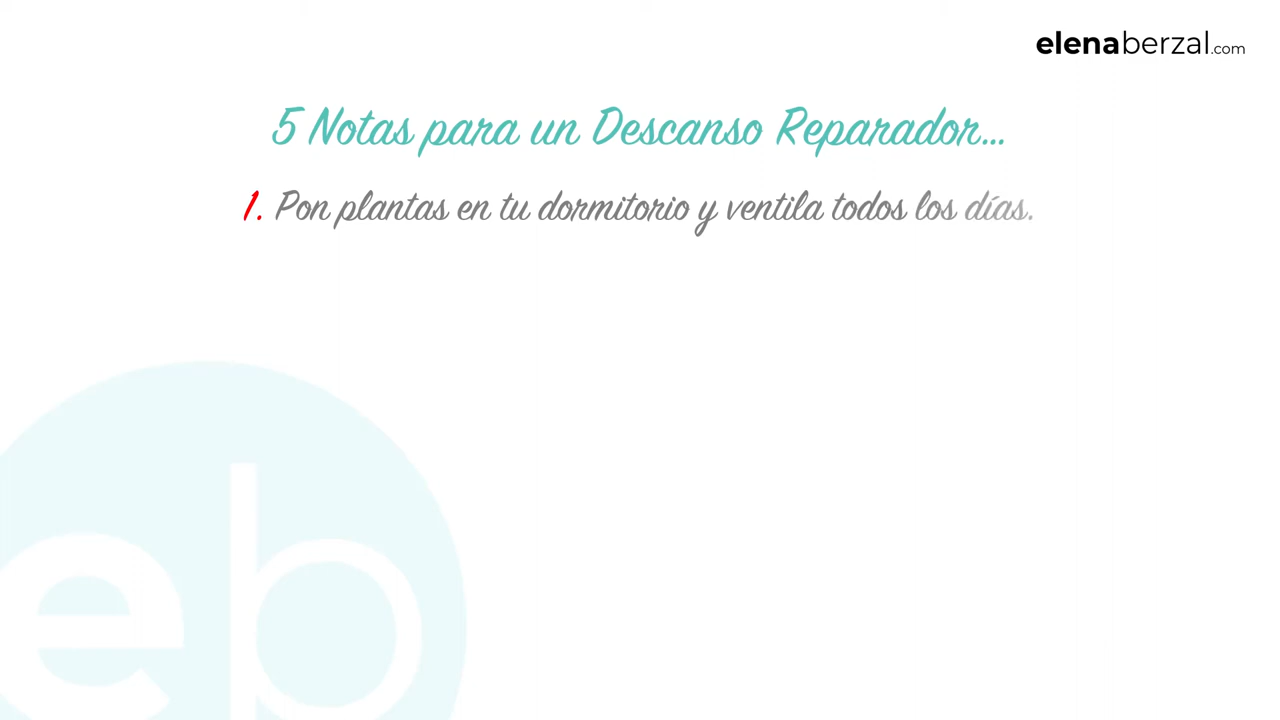 elenaberzal.com
5 Notas para un Descanso Reparador...
1. Pon plantas en tu dormitorio y ventila todos los días.
eb